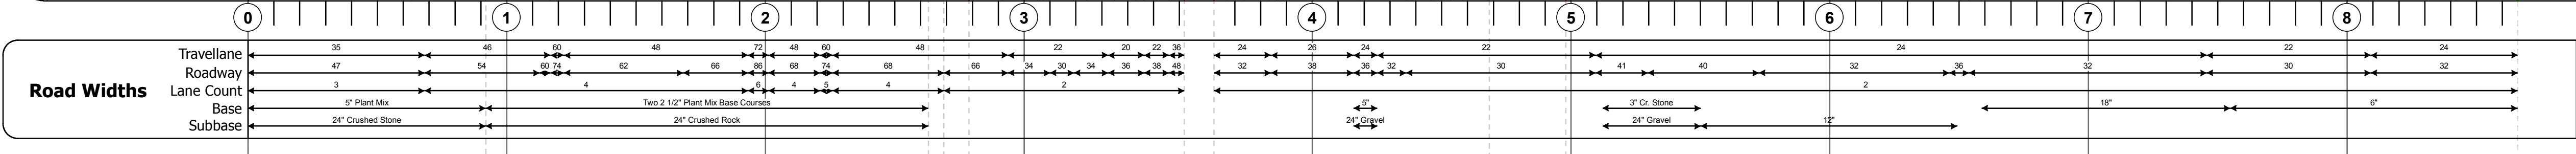 0 1 2 3 4 5 6 7 8
Road Widths
Travellane 35 46 60 48 72 48 60 48 22 20 22 36 24 26 24 22 24 22 24
Roadway 47 54 60 74 62 66 86 68 74 68 66 34 30 34 36 38 48 32 38 36 32 30 41 40 32 36 32 30 32
Lane Count 3 4 6 4 5 4 2 2
Base 5" Plant Mix Two 2 1/2" Plant Mix Base Courses 5" 3" Cr. Stone 18" 6"
Subbase 24" Crushed Stone 24" Crushed Rock 24" Gravel 24" Gravel 12"